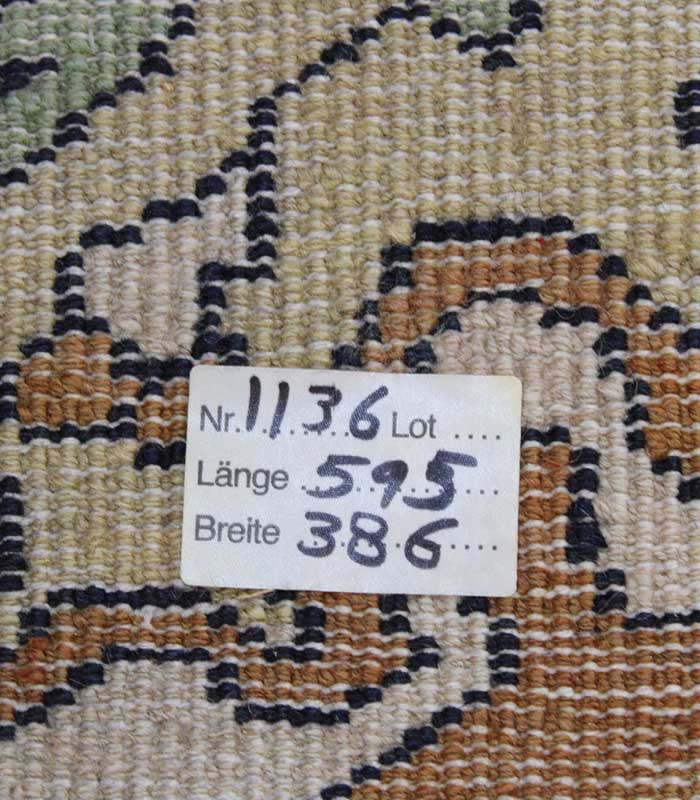 Nr. 1136 Lot ....
Länge 595
Breite 386